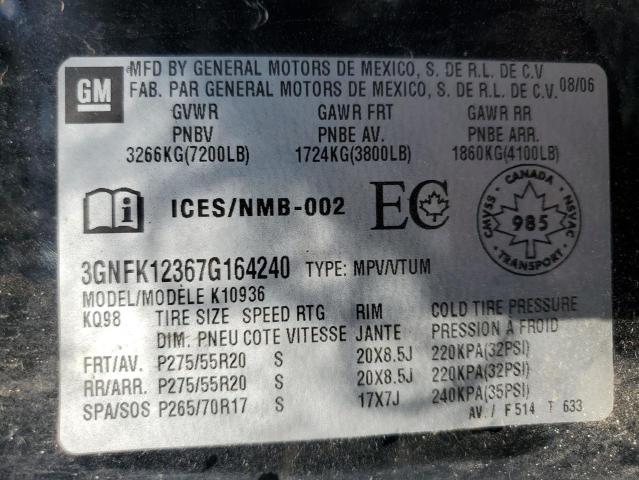 GM
MFD BY GENERAL MOTORS DE MEXICO, S. DE R.L. DE C.V
FAB. PAR GENERAL MOTORS DE MEXICO, S. DE R.L. DE C.V. 08/06
GVWR GAWR FRT GAWR RR
PNBV PNBE AV. PNBE ARR.
3266KG(7200LB) 1724KG(3800LB) 1860KG(4100LB)
i ICES/NMB-002 EC
CANADA
CMVSS 985 NSVAC
TRANSPORT
3GNFK12367G164240 TYPE: MPV/VTUM
MODEL/MODÈLE K10936
KQ98 TIRE SIZE SPEED RTG RIM COLD TIRE PRESSURE
DIM. PNEU COTE VITESSE JANTE PRESSION À FROID
FRT/AV. P275/55R20 S 20X8.5J 220KPA(32PSI)
RR/ARR. P275/55R20 S 20X8.5J 220KPA(32PSI)
SPA/SOS P265/70R17 S 17X7J 240KPA(35PSI)
AV. / F 514 T 633